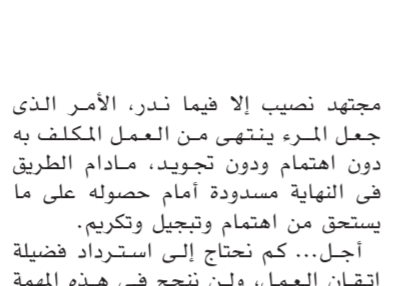 مجتهد نصيب إلا فيما ندر، الأمر الذى
جعل المرء ينتهى من العمل المكلف به
دون اهتمام ودون تجويد، مادام الطريق
فى النهاية مسدودة أمام حصوله على ما
يستحق من اهتمام وتبجيل وتكريم.
أجل... كم نحتاج إلى استرداد فضيلة
إتقان العمل، ولن ننجح فى هذه المهمة